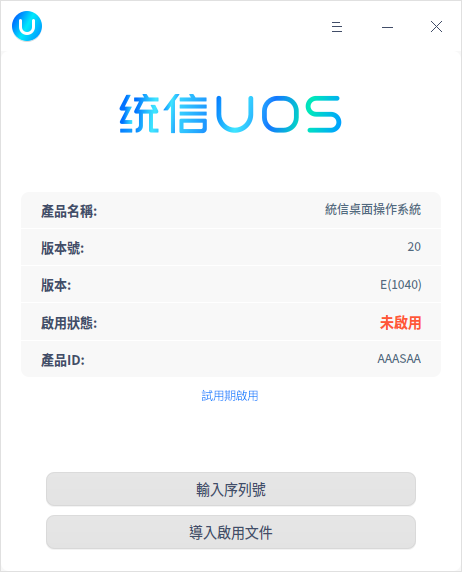 统信UOS
產品名稱: 統信桌面操作系統
版本號: 20
版本: E(1040)
啟用狀態: 未啟用
產品ID: AAASAA
試用期啟用
輸入序列號
導入啟用文件